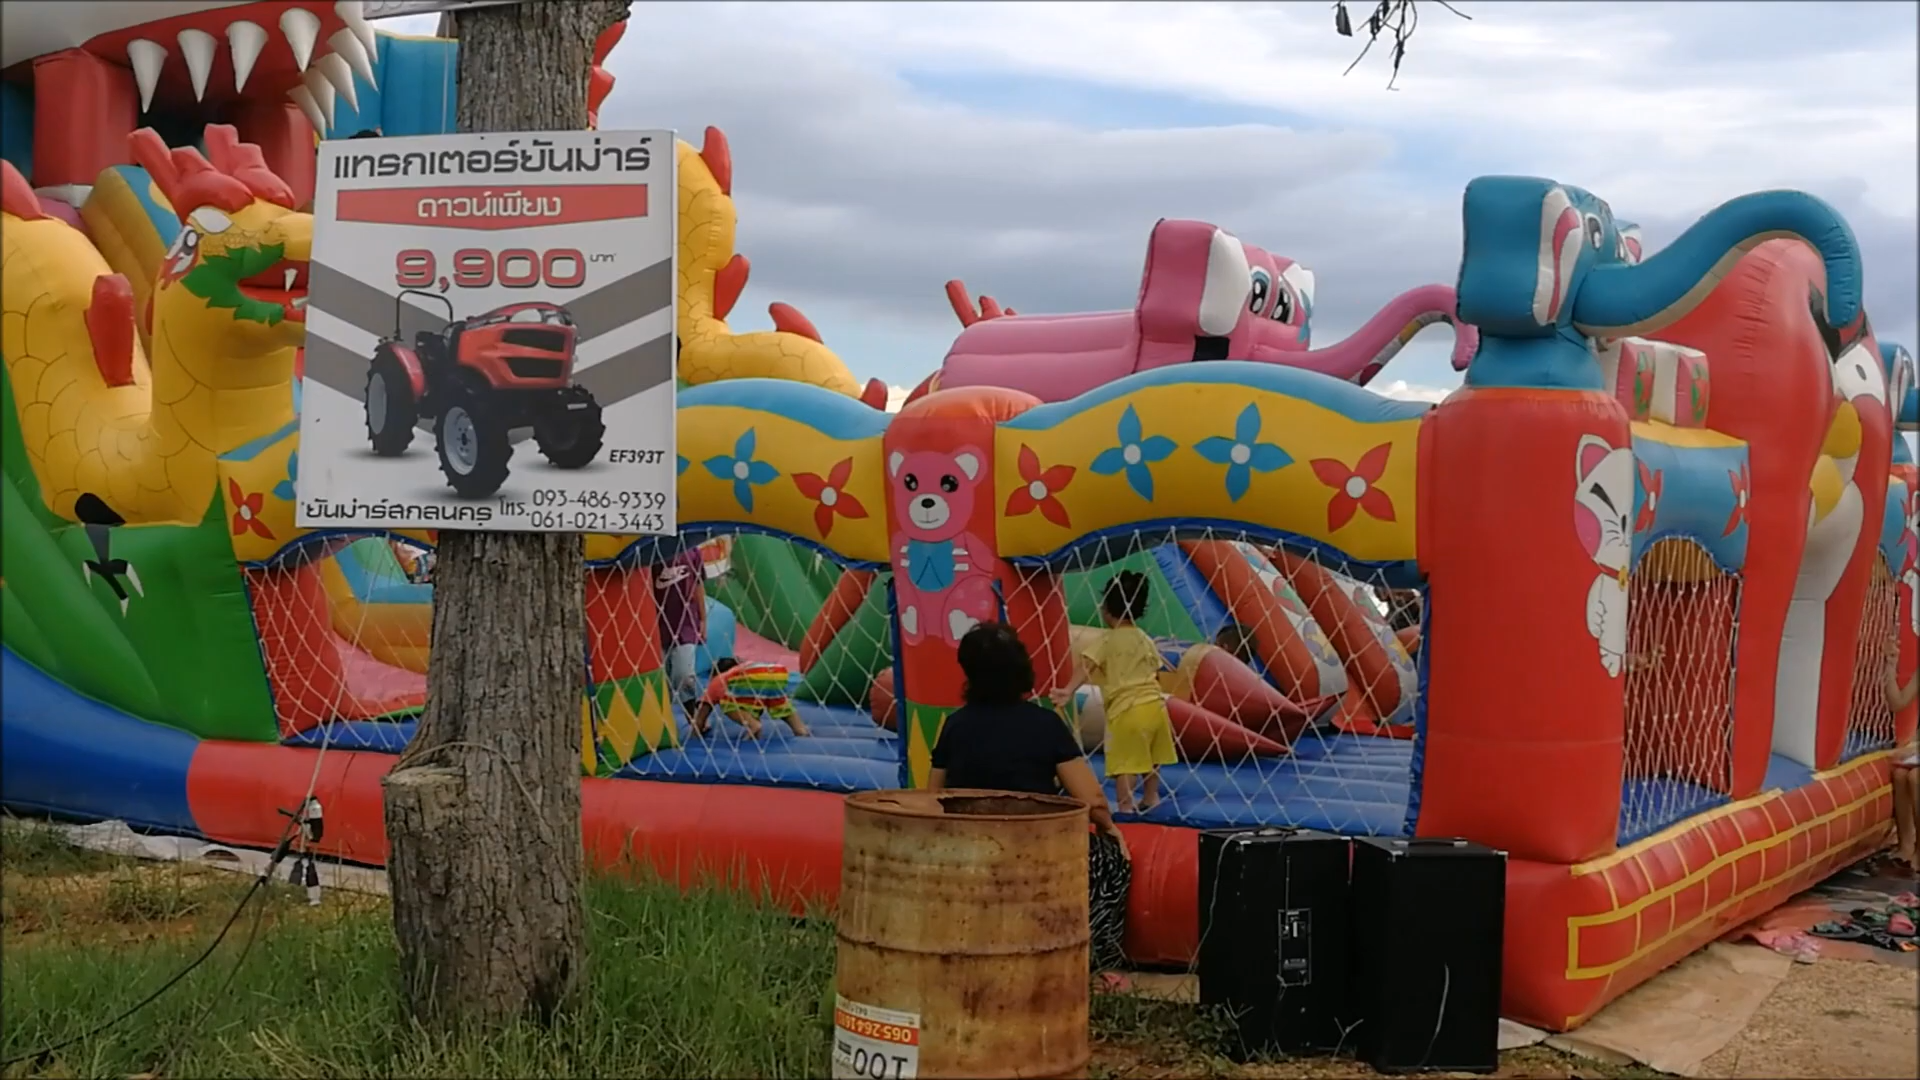 แทรกเตอร์ยันม่าร์
ดาวน์เพียง
9,900 บาท*
EF393T
*ยันม่าร์สกลนคร โทร. 093-486-9339
061-021-3443